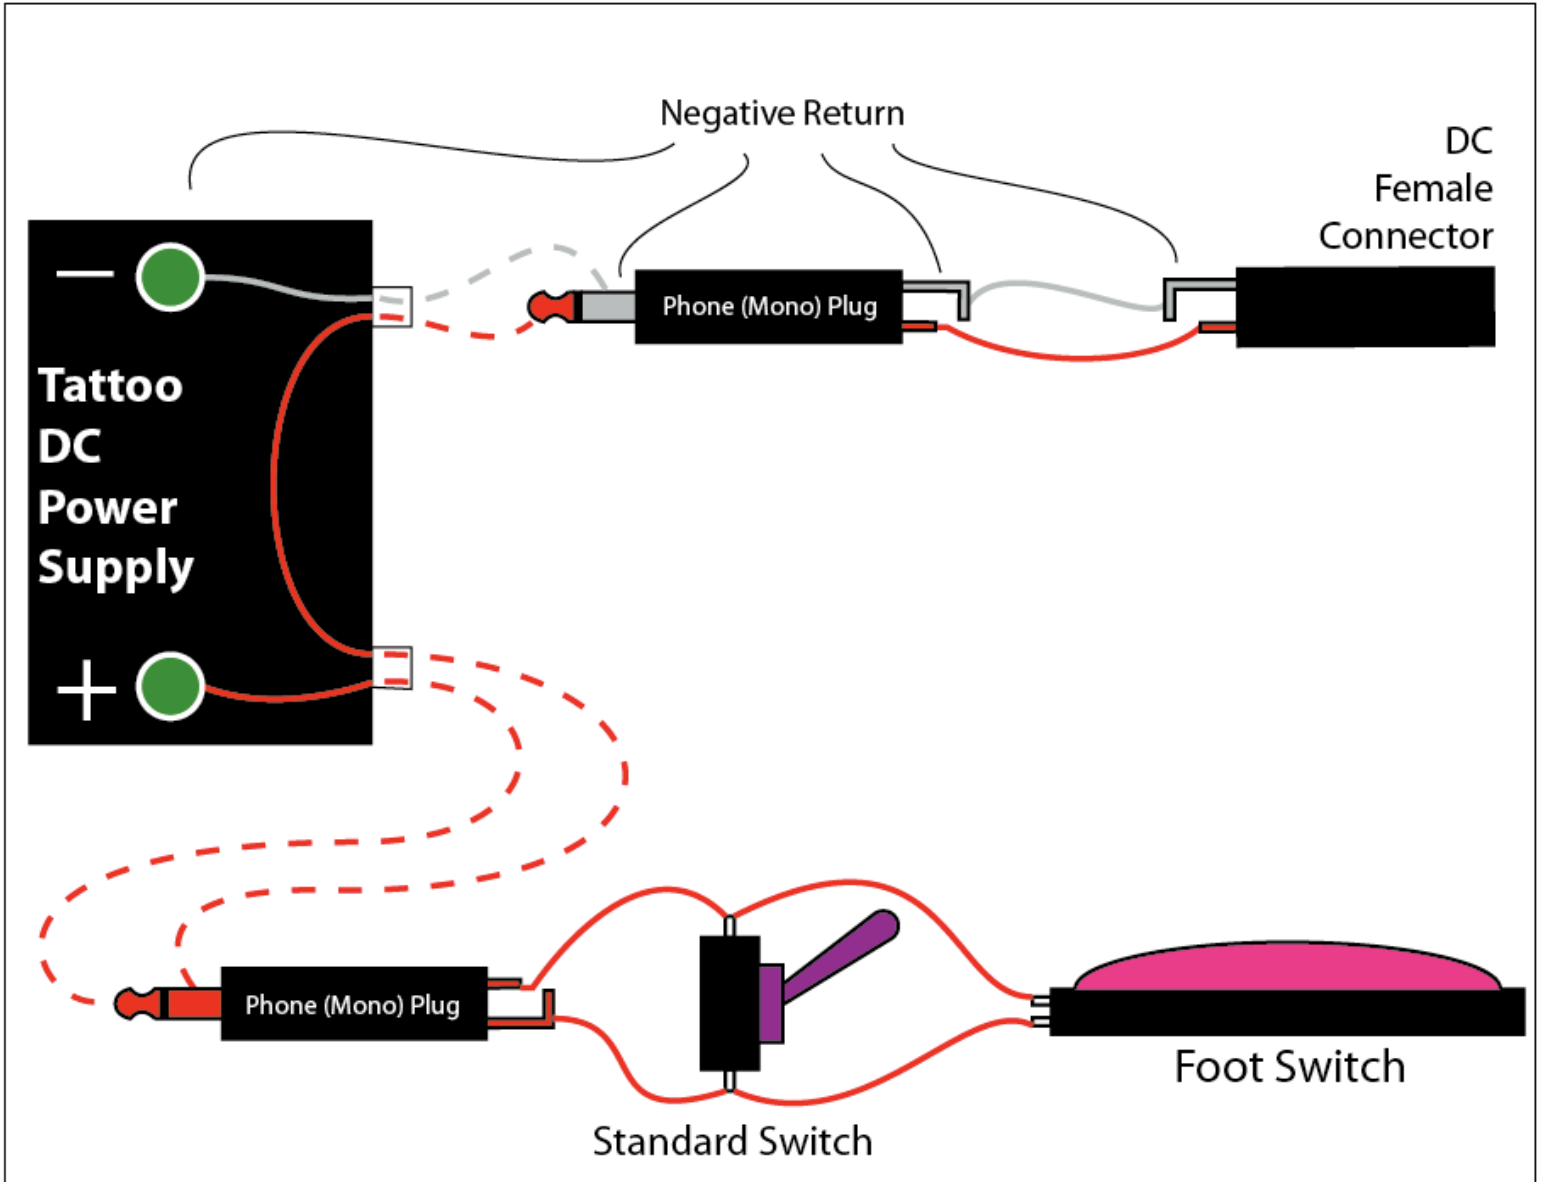 Negative Return
DC
Female
Connector
Phone (Mono) Plug
−
Tattoo
DC
Power
Supply
+
Phone (Mono) Plug
Foot Switch
Standard Switch